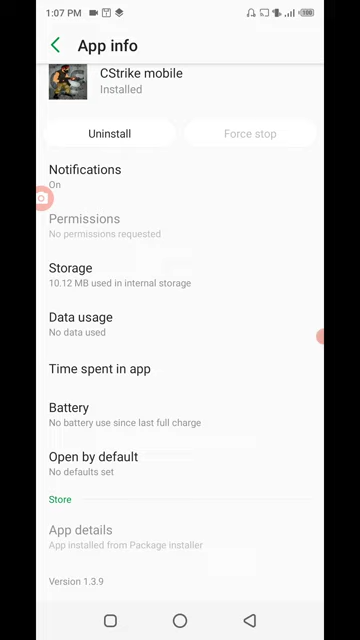 1:07 PM
100
App info
CStrike mobile
Installed
Uninstall
Force stop
Notifications
On
Permissions
No permissions requested
Storage
10.12 MB used in internal storage
Data usage
No data used
Time spent in app
Battery
No battery use since last full charge
Open by default
No defaults set
Store
App details
App installed from Package installer
Version 1.3.9